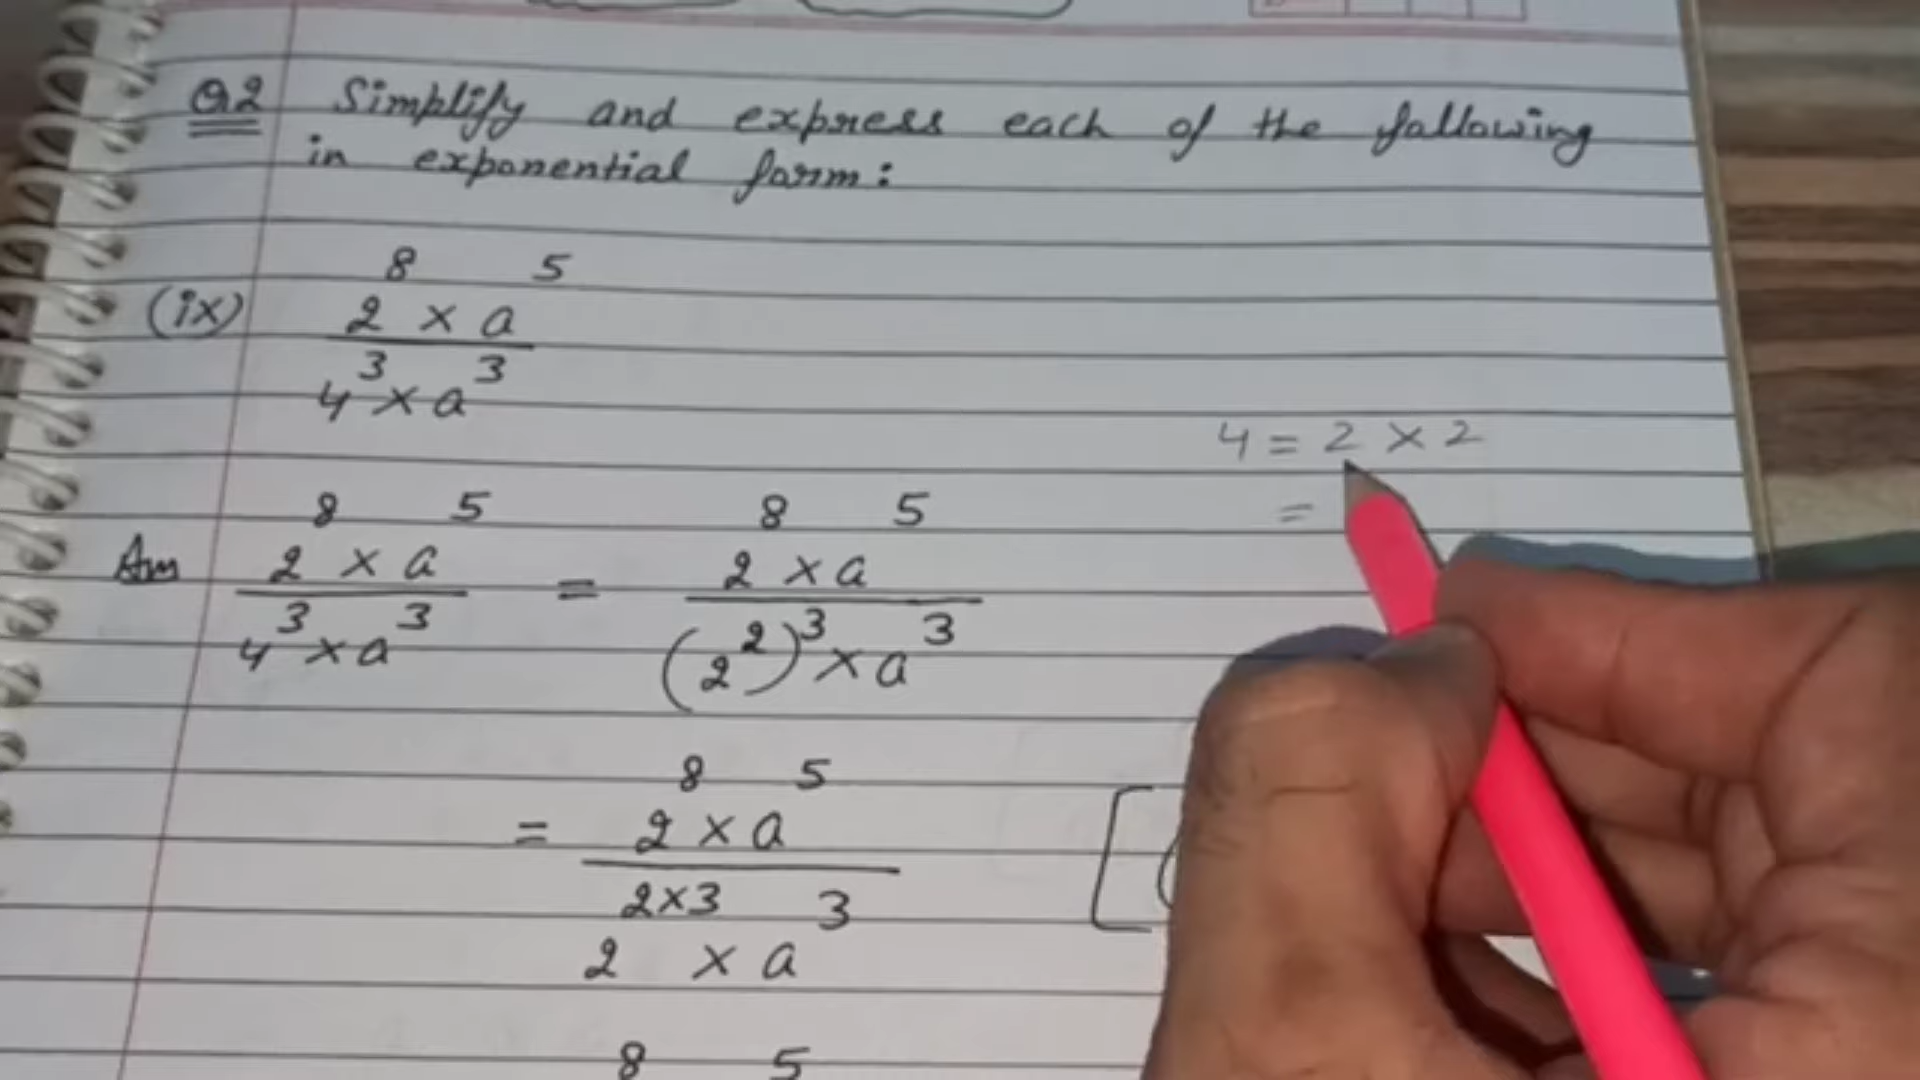 Q2 Simplify and express each of the following
in exponential form:
8 5
(ix) 2 × a
3 3
4 × a
4 = 2 × 2
=
8 5 8 5
Ans 2 × a = 2 × a
3 3 2 3 3
4 × a (2 ) × a
8 5
= 2 × a [
2×3 3
2 × a
8 5